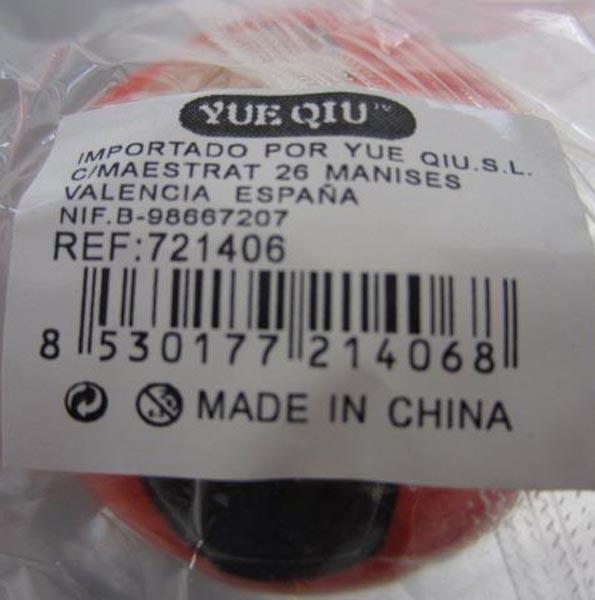 YUE QIU TM
IMPORTADO POR YUE QIU.S.L.
C/MAESTRAT 26 MANISES
VALENCIA ESPAÑA
NIF.B-98667207
REF:721406
8 530177 214068
MADE IN CHINA